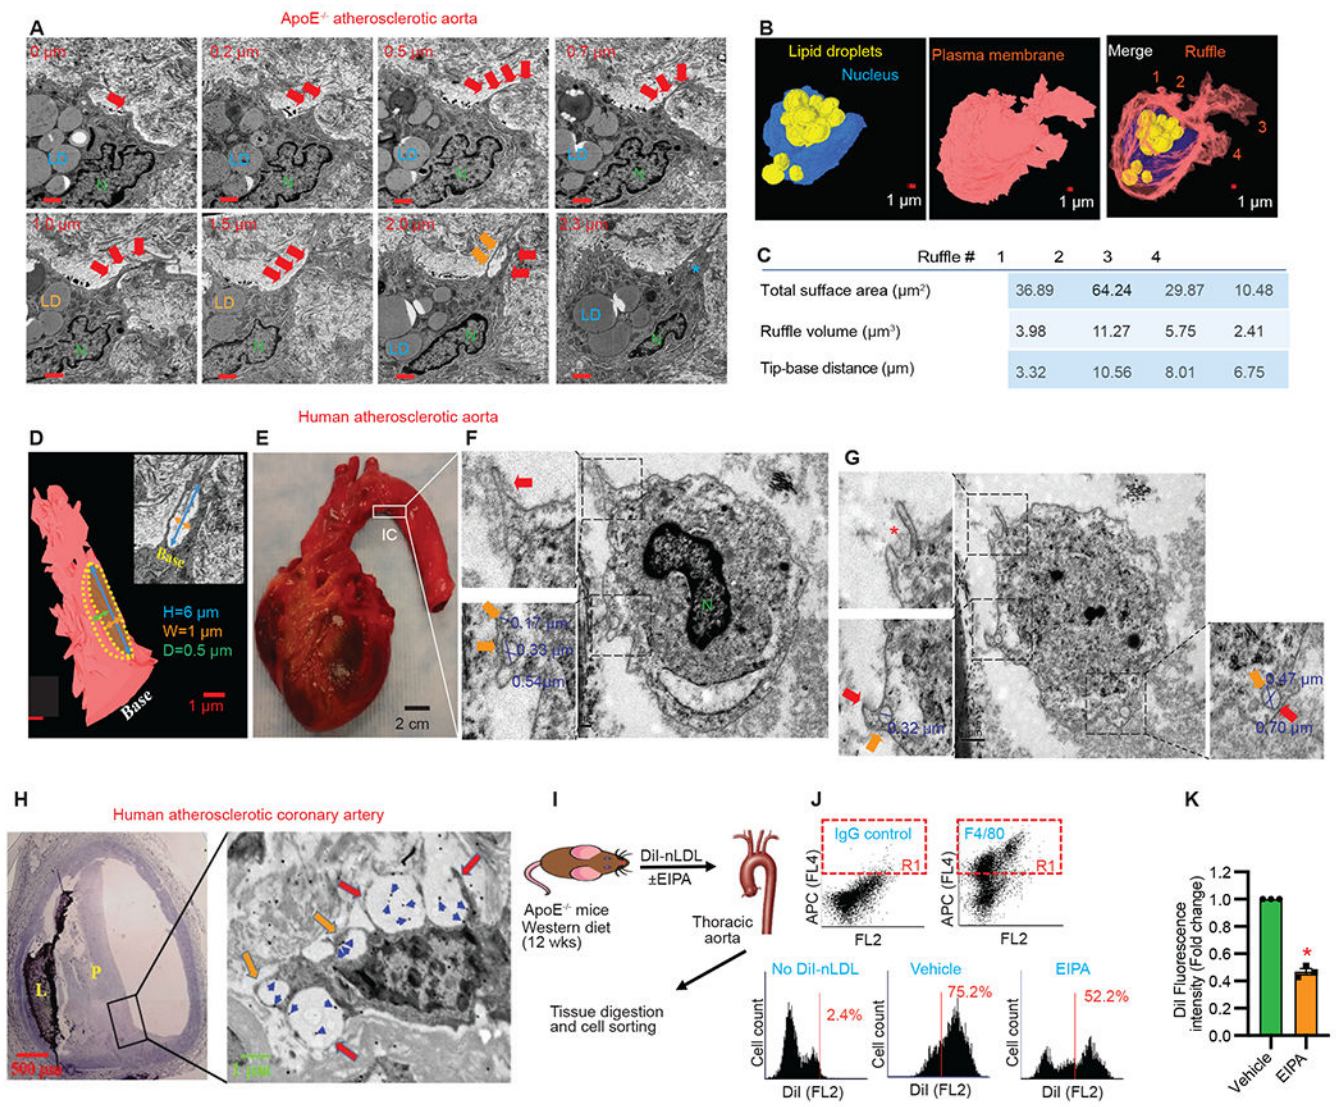 ApoE-/- atherosclerotic aorta
A
0 µm
0.2 µm
0.5 µm
0.7 µm
LD
N
LD
N
LD
N
LD
N
1.0 µm
1.5 µm
2.0 µm
2.3 µm
LD
N
LD
N
LD
N
*
LD
N
B
Lipid droplets
Nucleus
1 µm
Plasma membrane
1 µm
Merge
Ruffle
1
2
3
4
1 µm
C
Ruffle # 1 2 3 4
Total sufface area (µm²) 36.89 64.24 29.87 10.48
Ruffle volume (µm³) 3.98 11.27 5.75 2.41
Tip-base distance (µm) 3.32 10.56 8.01 6.75
Human atherosclerotic aorta
D
Base
H=6 µm
W=1 µm
D=0.5 µm
Base
1 µm
E
IC
2 cm
F
0.17 µm
0.33 µm
0.54µm
N
G
*
0.32 µm
0.47 µm
0.70 µm
H
Human atherosclerotic coronary artery
L
P
500 µm
1 µm
I
DiI-nLDL
±EIPA
ApoE-/- mice
Western diet
(12 wks)
Thoracic
aorta
Tissue digestion
and cell sorting
J
IgG control
R1
APC (FL4)
FL2
F4/80
R1
APC (FL4)
FL2
No DiI-nLDL
2.4%
Cell count
DiI (FL2)
Vehicle
75.2%
Cell count
DiI (FL2)
EIPA
52.2%
Cell count
DiI (FL2)
K
DiI Fluorescence
intensity (Fold change)
1.2
1.0
0.8
0.6
0.4
0.2
0.0
*
Vehicle
EIPA